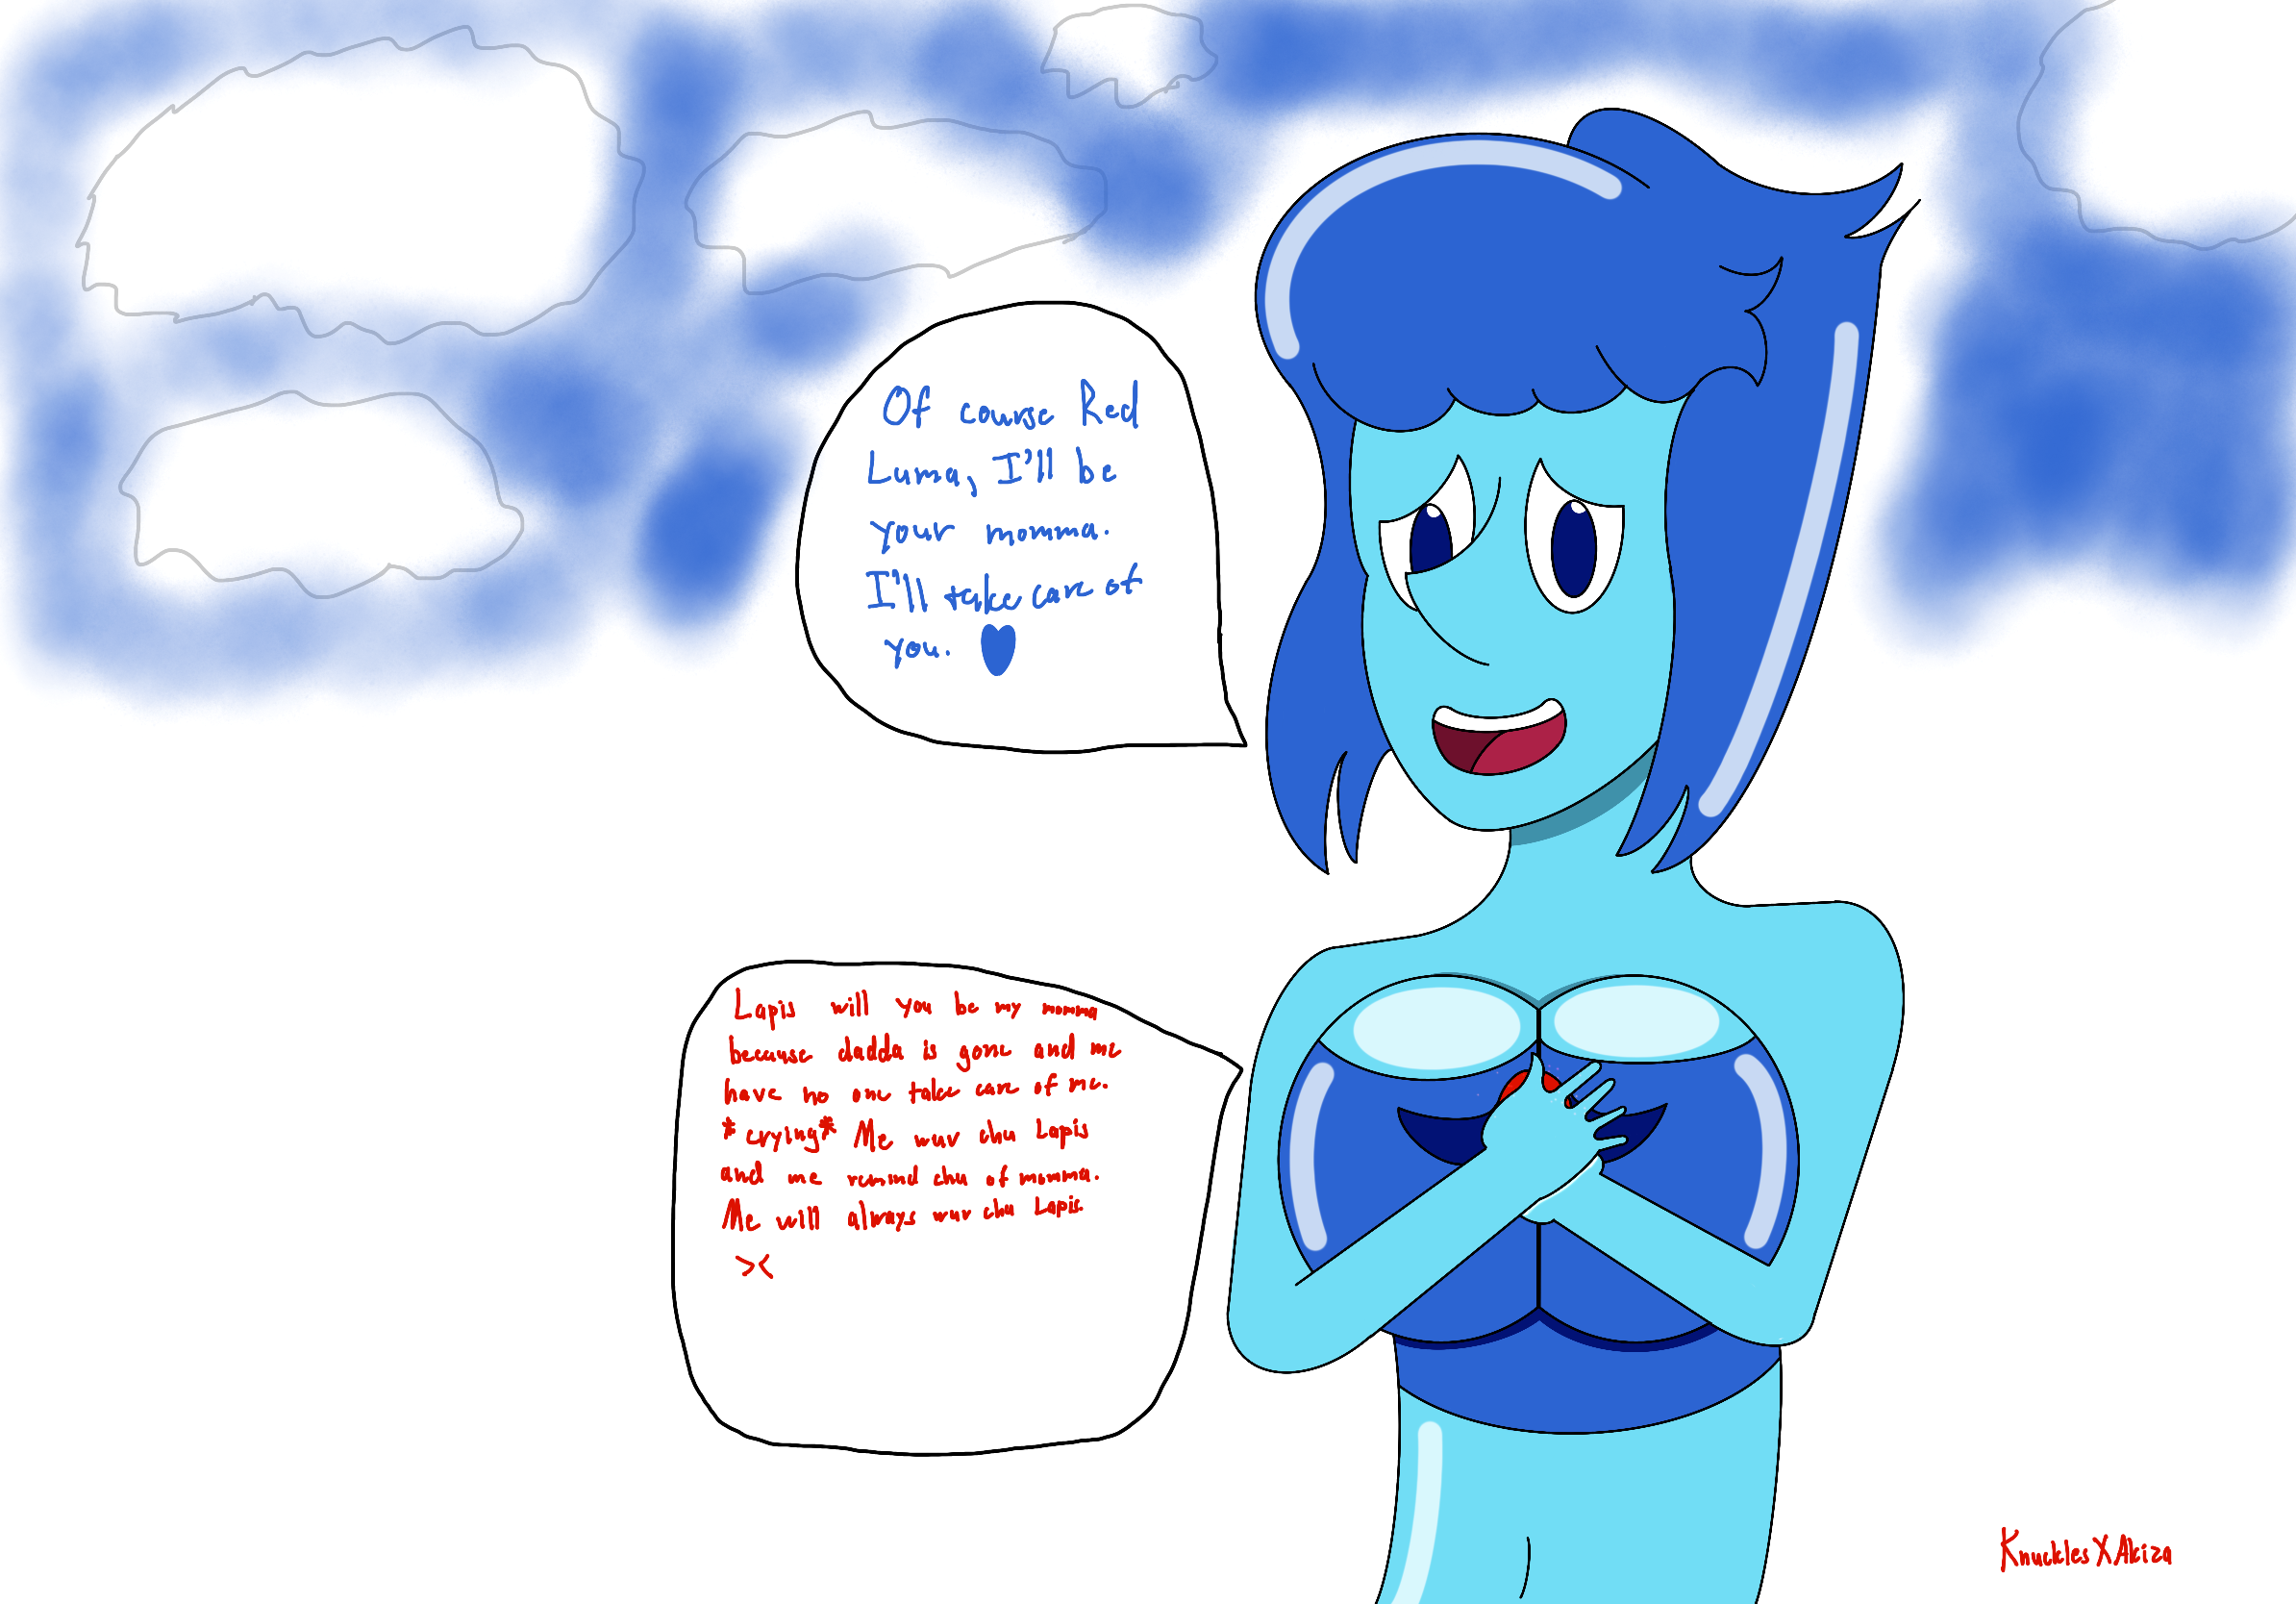 Of course Red
Luma, I'll be
your momma.
I'll take care of
you.
Lapis will you be my momma
because dadda is gone and me
have no one take care of me.
*crying* Me wuv chu Lapis
and me remind chu of momma.
Me will always wuv chu Lapis.
><
KnucklesXAkiza